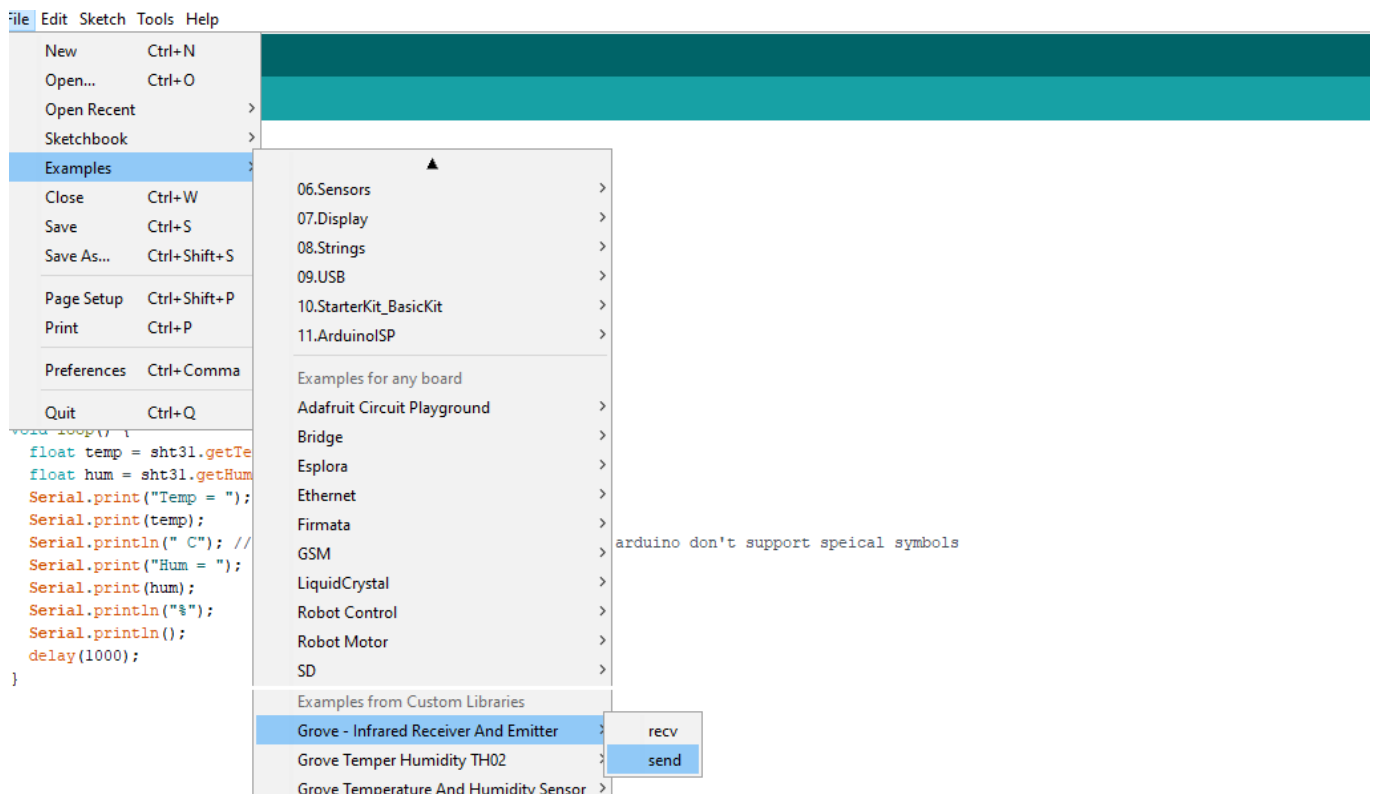 File Edit Sketch Tools Help
New Ctrl+N
Open... Ctrl+O
Open Recent
Sketchbook
Examples
Close Ctrl+W
Save Ctrl+S
Save As... Ctrl+Shift+S
Page Setup Ctrl+Shift+P
Print Ctrl+P
Preferences Ctrl+Comma
Quit Ctrl+Q
06.Sensors
07.Display
08.Strings
09.USB
10.StarterKit_BasicKit
11.ArduinoISP
Examples for any board
Adafruit Circuit Playground
Bridge
Esplora
Ethernet
Firmata
GSM
LiquidCrystal
Robot Control
Robot Motor
SD
Examples from Custom Libraries
Grove - Infrared Receiver And Emitter
Grove Temper Humidity TH02
Grove Temperature And Humidity Sensor
recv
send
void loop() {
float temp = sht31.getTe
float hum = sht31.getHum
Serial.print("Temp = ");
Serial.print(temp);
Serial.println(" C"); // arduino don't support speical symbols
Serial.print("Hum = ");
Serial.print(hum);
Serial.println("%");
Serial.println();
delay(1000);
}